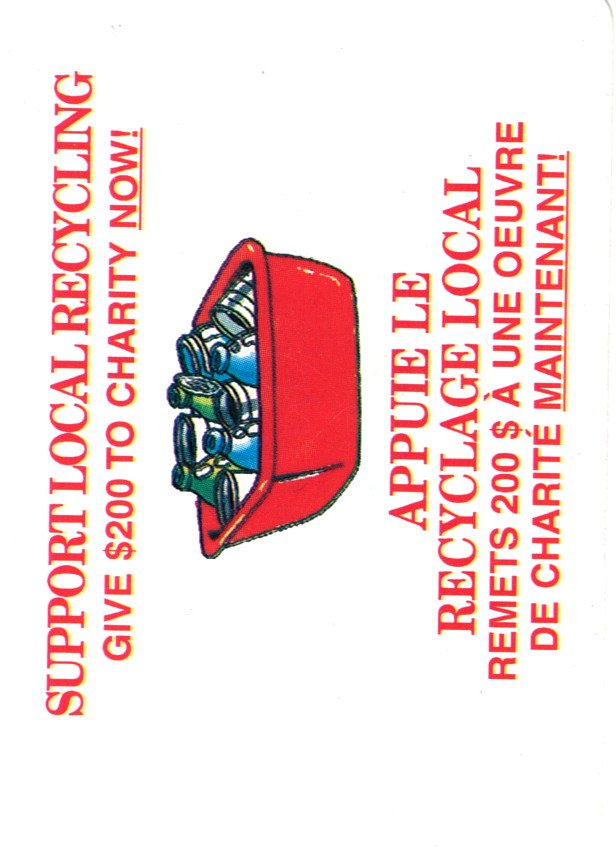 SUPPORT LOCAL RECYCLING
GIVE $200 TO CHARITY NOW!
APPUIE LE
RECYCLAGE LOCAL
REMETS 200 $ À UNE OEUVRE
DE CHARITÉ MAINTENANT!